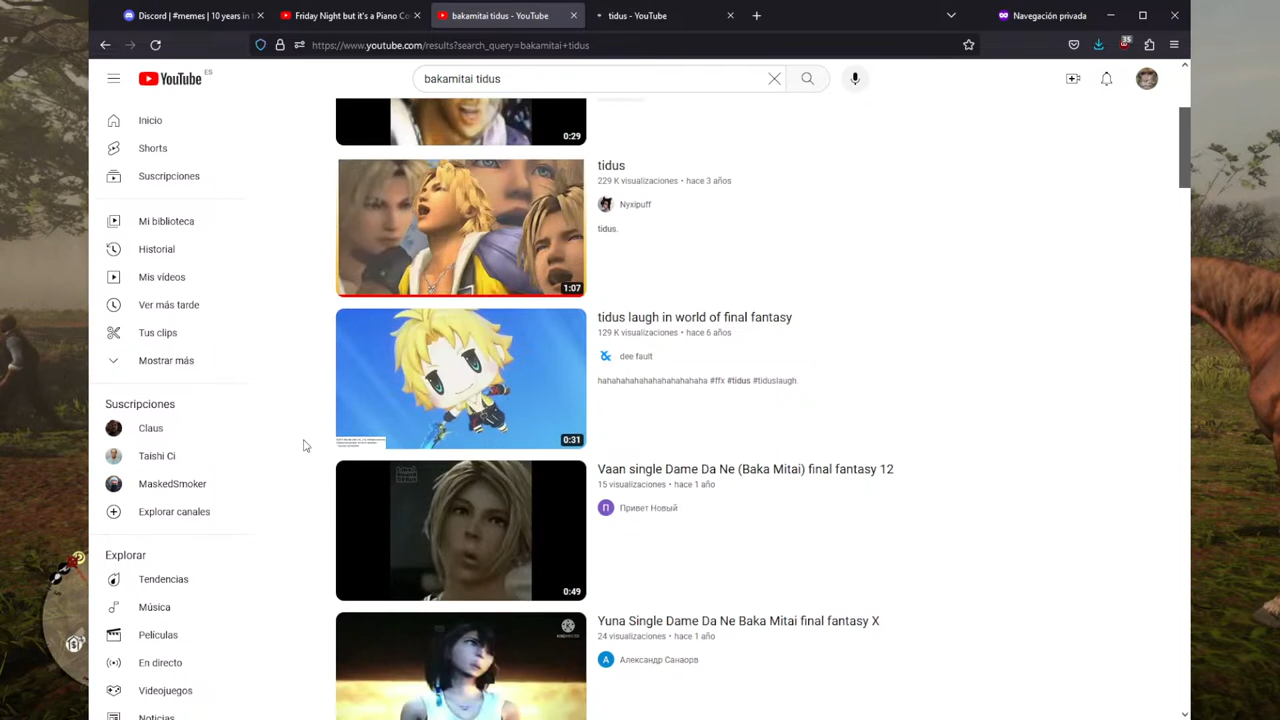 Discord | #memes | 10 years in t
Friday Night but it's a Piano Co
bakamitai tidus - YouTube
tidus - YouTube
Navegación privada
https://www.youtube.com/results?search_query=bakamitai+tidus
35
YouTube ES
bakamitai tidus
Inicio
Shorts
Suscripciones
Mi biblioteca
Historial
Mis vídeos
Ver más tarde
Tus clips
Mostrar más
Suscripciones
Claus
Taishi Ci
MaskedSmoker
Explorar canales
Explorar
Tendencias
Música
Películas
En directo
Videojuegos
Noticias
0:29
tidus
229 K visualizaciones • hace 3 años
Nyxipuff
tidus.
1:07
tidus laugh in world of final fantasy
129 K visualizaciones • hace 6 años
dee fault
hahahahahahahahahahaha #ffx #tidus #tiduslaugh
0:31
Vaan single Dame Da Ne (Baka Mitai) final fantasy 12
15 visualizaciones • hace 1 año
П Привет Новый
0:49
Yuna Single Dame Da Ne Baka Mitai final fantasy X
24 visualizaciones • hace 1 año
А Александр Санаорв